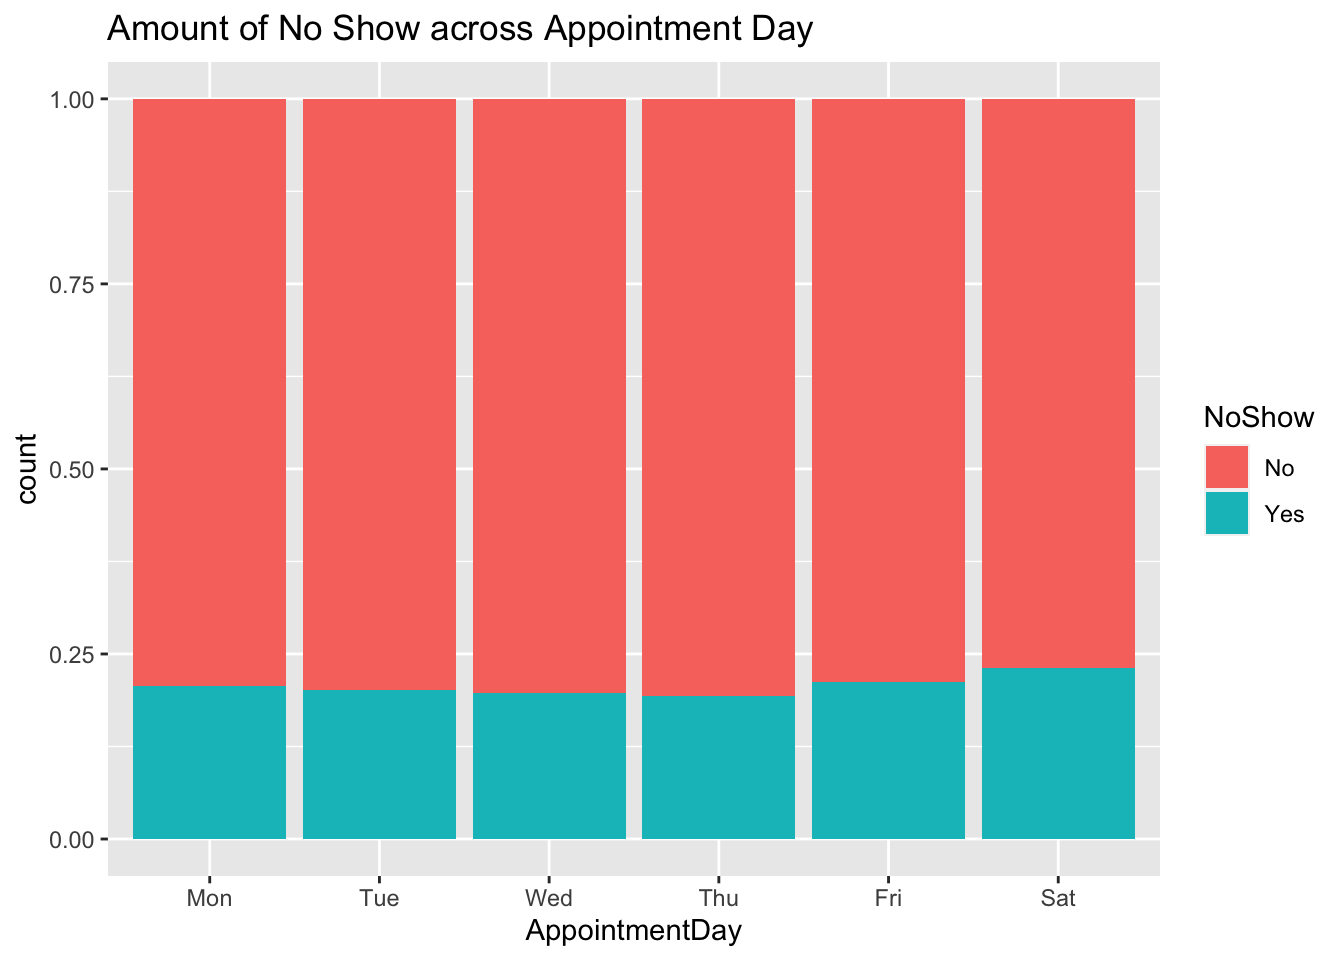 Amount of No Show across Appointment Day
1.00
0.75
0.50
0.25
0.00
count
Mon Tue Wed Thu Fri Sat
AppointmentDay
NoShow
No
Yes